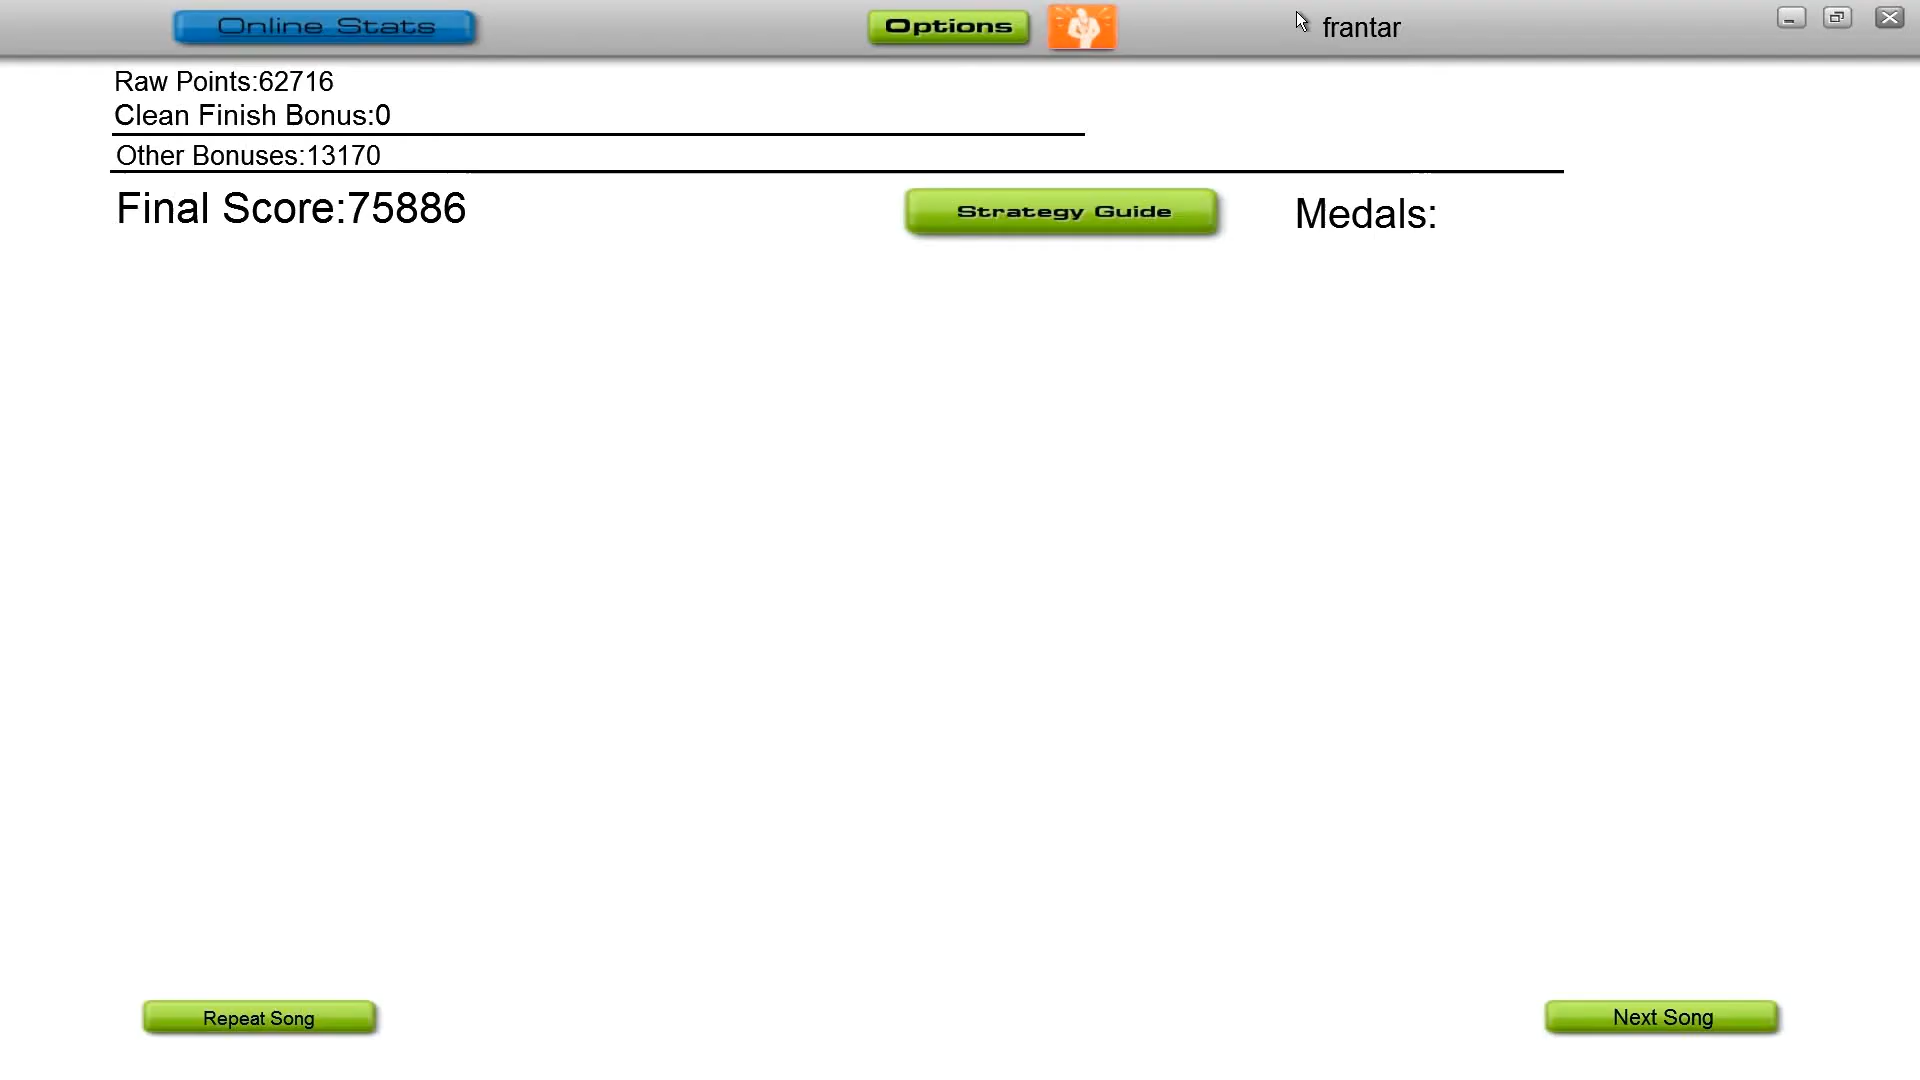 Online Stats
Options
frantar
Raw Points:62716
Clean Finish Bonus:0
Other Bonuses:13170
Final Score:75886
Strategy Guide
Medals:
Repeat Song
Next Song